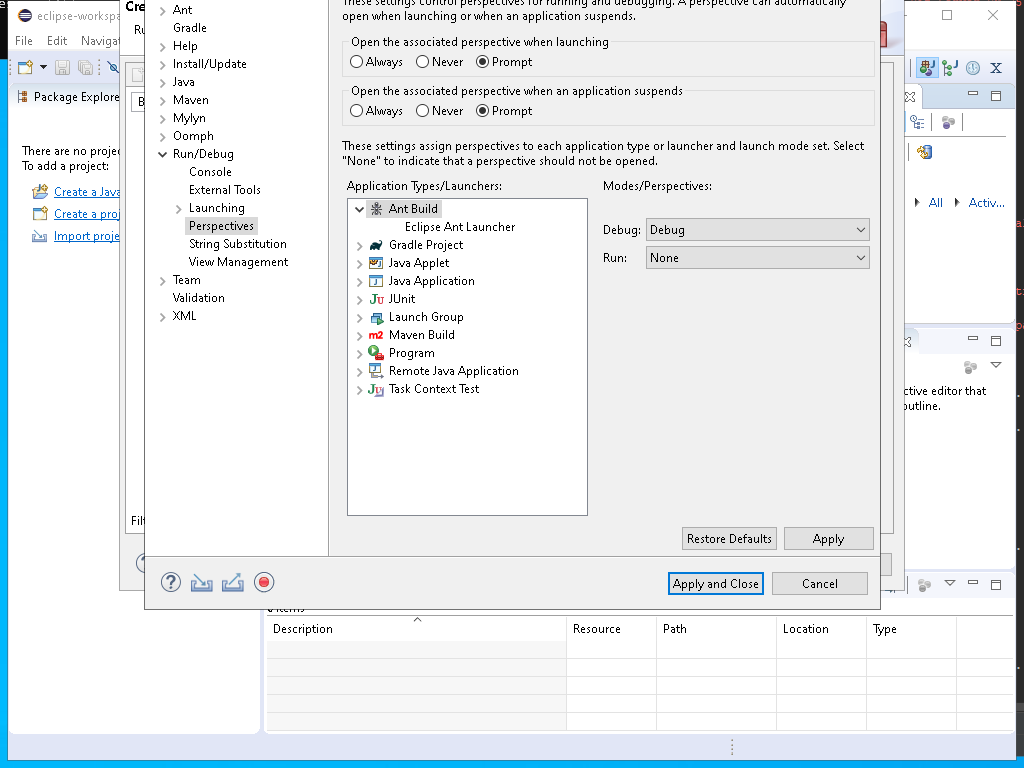 eclipse-workspa
File Edit Navigat
Package Explore
There are no projec
To add a project:
Create a Java
Create a proj
Import proje
Cre
Ru
B
Filt
Ant
Gradle
Help
Install/Update
Java
Maven
Mylyn
Oomph
Run/Debug
Console
External Tools
Launching
Perspectives
String Substitution
View Management
Team
Validation
XML
These settings control perspectives for running and debugging. A perspective can automatically
open when launching or when an application suspends.
Open the associated perspective when launching
Always Never Prompt
Open the associated perspective when an application suspends
Always Never Prompt
These settings assign perspectives to each application type or launcher and launch mode set. Select
"None" to indicate that a perspective should not be opened.
Application Types/Launchers:
Ant Build
Eclipse Ant Launcher
Gradle Project
Java Applet
Java Application
JUnit
Launch Group
Maven Build
Program
Remote Java Application
Task Context Test
Modes/Perspectives:
Debug: Debug
Run: None
Restore Defaults Apply
Apply and Close Cancel
All Activ...
ctive editor that
outline.
0 items
Description Resource Path Location Type